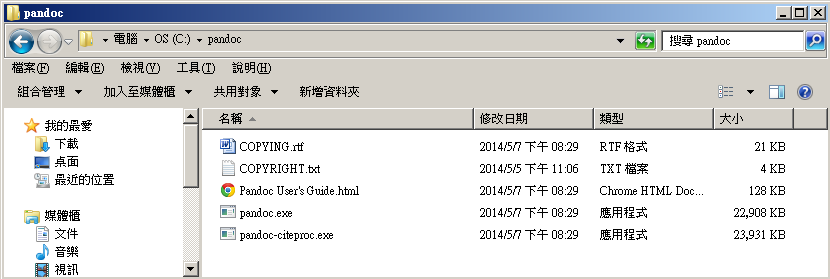 pandoc
電腦 OS (C:) pandoc 搜尋 pandoc
檔案(F) 編輯(E) 檢視(V) 工具(T) 說明(H)
組合管理 加入至媒體櫃 共用對象 新增資料夾
我的最愛
下載
桌面
最近的位置
媒體櫃
文件
音樂
視訊
名稱 修改日期 類型 大小
COPYING.rtf 2014/5/7 下午 08:29 RTF 格式 21 KB
COPYRIGHT.txt 2014/5/5 下午 11:06 TXT 檔案 4 KB
Pandoc User's Guide.html 2014/5/7 下午 08:29 Chrome HTML Doc... 128 KB
pandoc.exe 2014/5/7 下午 08:29 應用程式 22,908 KB
pandoc-citeproc.exe 2014/5/7 下午 08:29 應用程式 23,931 KB